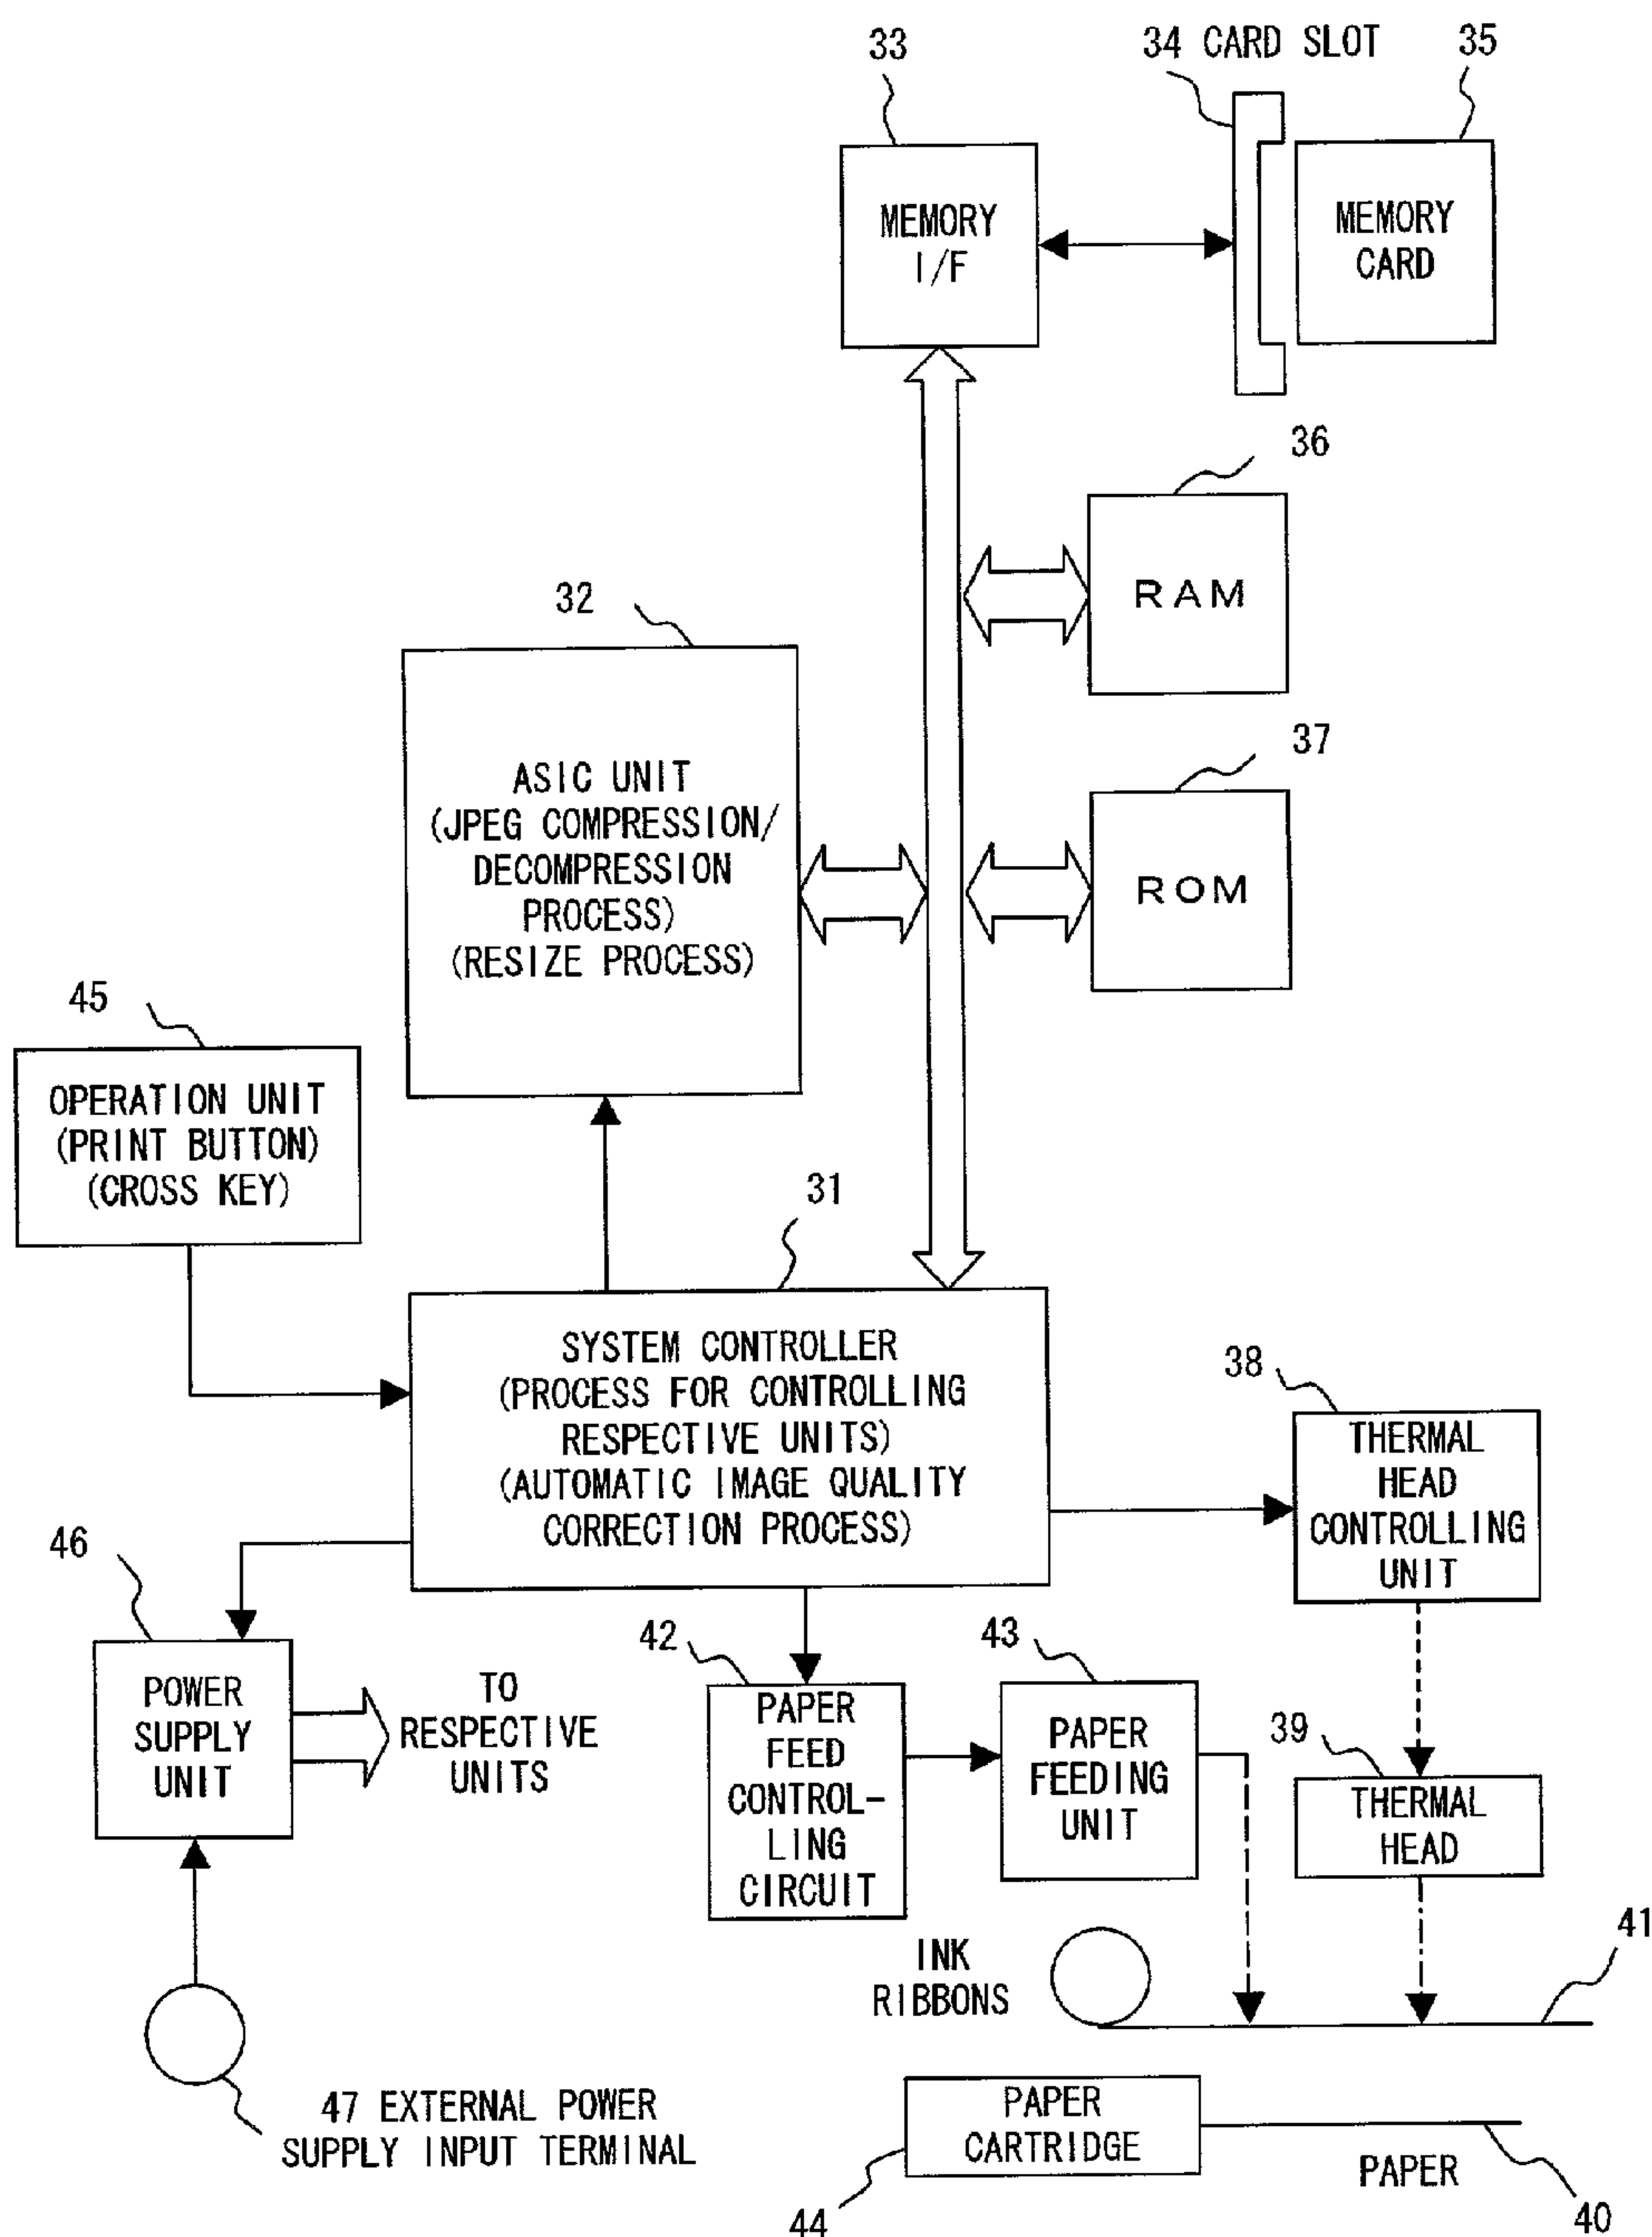 33
34 CARD SLOT
35
MEMORY
I/F
MEMORY
CARD
36
RAM
32
37
ASIC UNIT
(JPEG COMPRESSION/
DECOMPRESSION
PROCESS)
(RESIZE PROCESS)
ROM
45
OPERATION UNIT
(PRINT BUTTON)
(CROSS KEY)
31
SYSTEM CONTROLLER
(PROCESS FOR CONTROLLING
RESPECTIVE UNITS)
(AUTOMATIC IMAGE QUALITY
CORRECTION PROCESS)
38
THERMAL
HEAD
CONTROLLING
UNIT
46
POWER
SUPPLY
UNIT
TO
RESPECTIVE
UNITS
42
PAPER
FEED
CONTROL-
LING
CIRCUIT
43
PAPER
FEEDING
UNIT
39
THERMAL
HEAD
41
INK
RIBBONS
47 EXTERNAL POWER
SUPPLY INPUT TERMINAL
PAPER
CARTRIDGE
44
PAPER
40